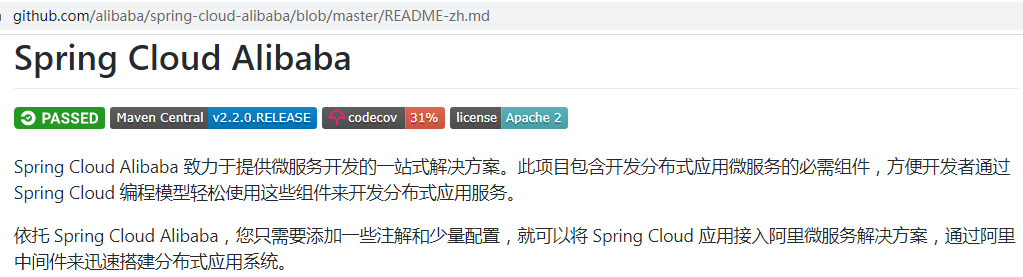 github.com/alibaba/spring-cloud-alibaba/blob/master/README-zh.md
Spring Cloud Alibaba
PASSED Maven Central v2.2.0.RELEASE codecov 31% license Apache 2
Spring Cloud Alibaba 致力于提供微服务开发的一站式解决方案。此项目包含开发分布式应用微服务的必需组件，方便开发者通过
Spring Cloud 编程模型轻松使用这些组件来开发分布式应用服务。
依托 Spring Cloud Alibaba，您只需要添加一些注解和少量配置，就可以将 Spring Cloud 应用接入阿里微服务解决方案，通过阿里
中间件来迅速搭建分布式应用系统。